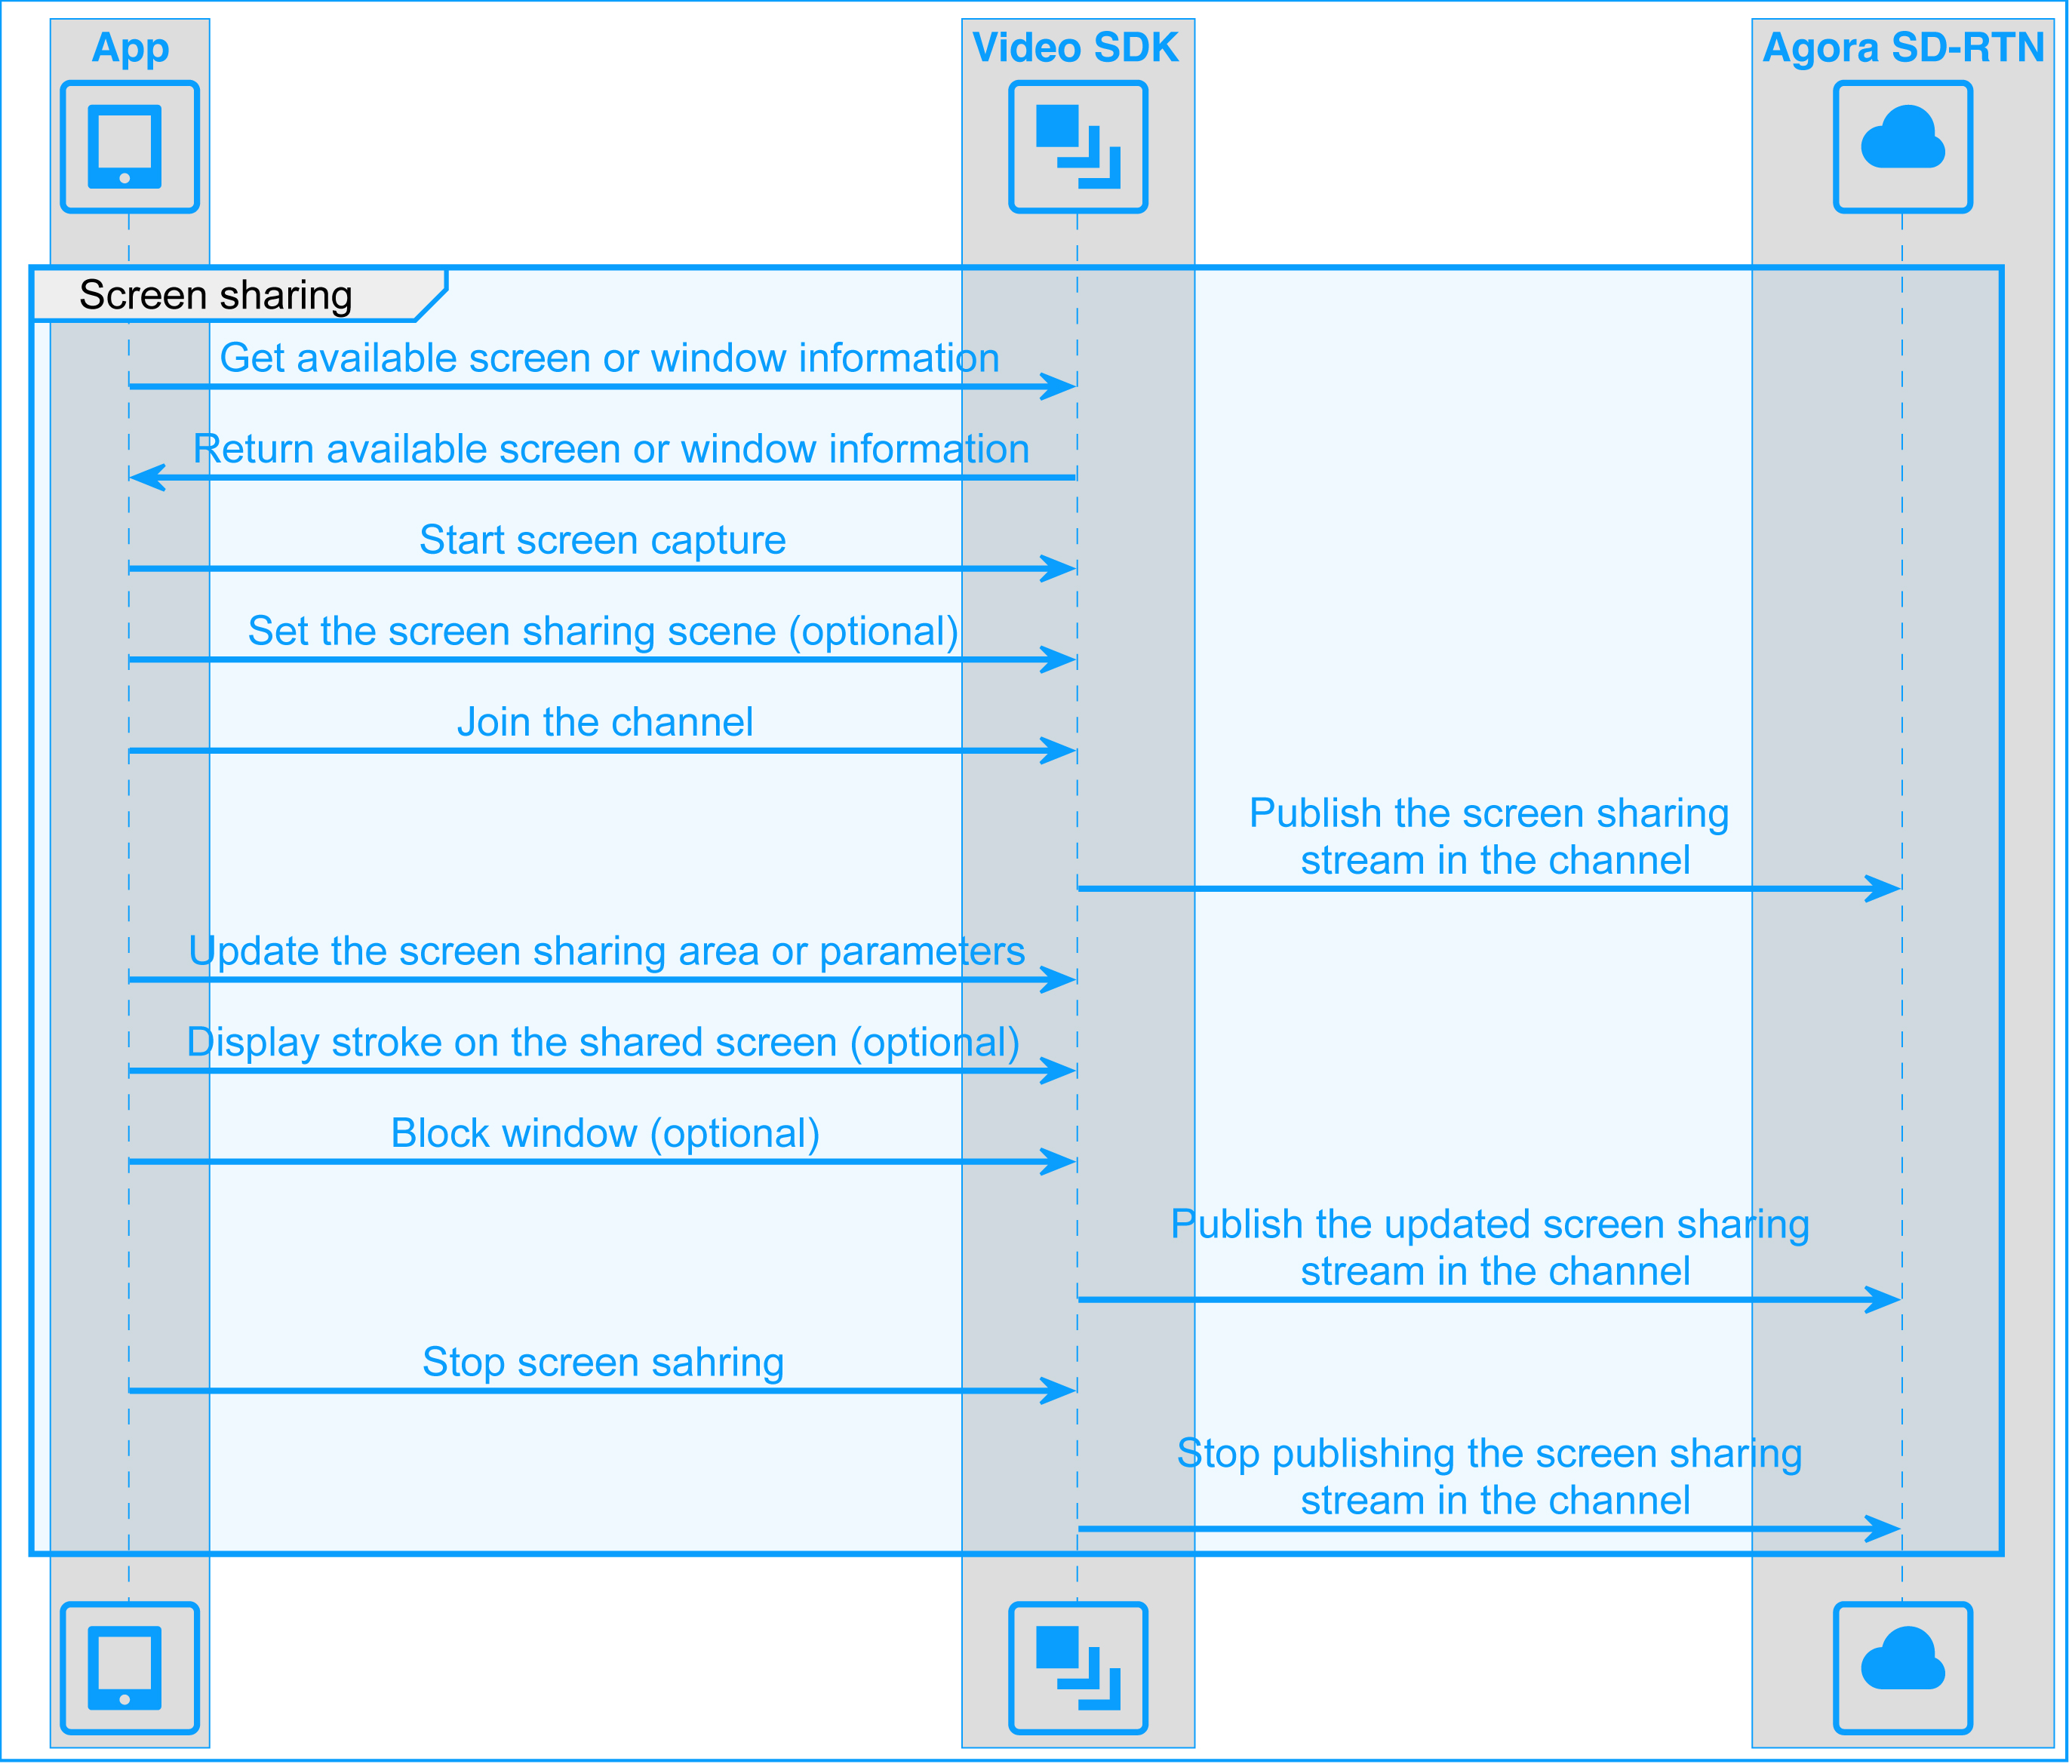 App
Video SDK
Agora SD-RTN
Screen sharing
Get available screen or window information
Return available screen or window information
Start screen capture
Set the screen sharing scene (optional)
Join the channel
Publish the screen sharing
stream in the channel
Update the screen sharing area or parameters
Display stroke on the shared screen (optional)
Block window (optional)
Publish the updated screen sharing
stream in the channel
Stop screen sahring
Stop publishing the screen sharing
stream in the channel